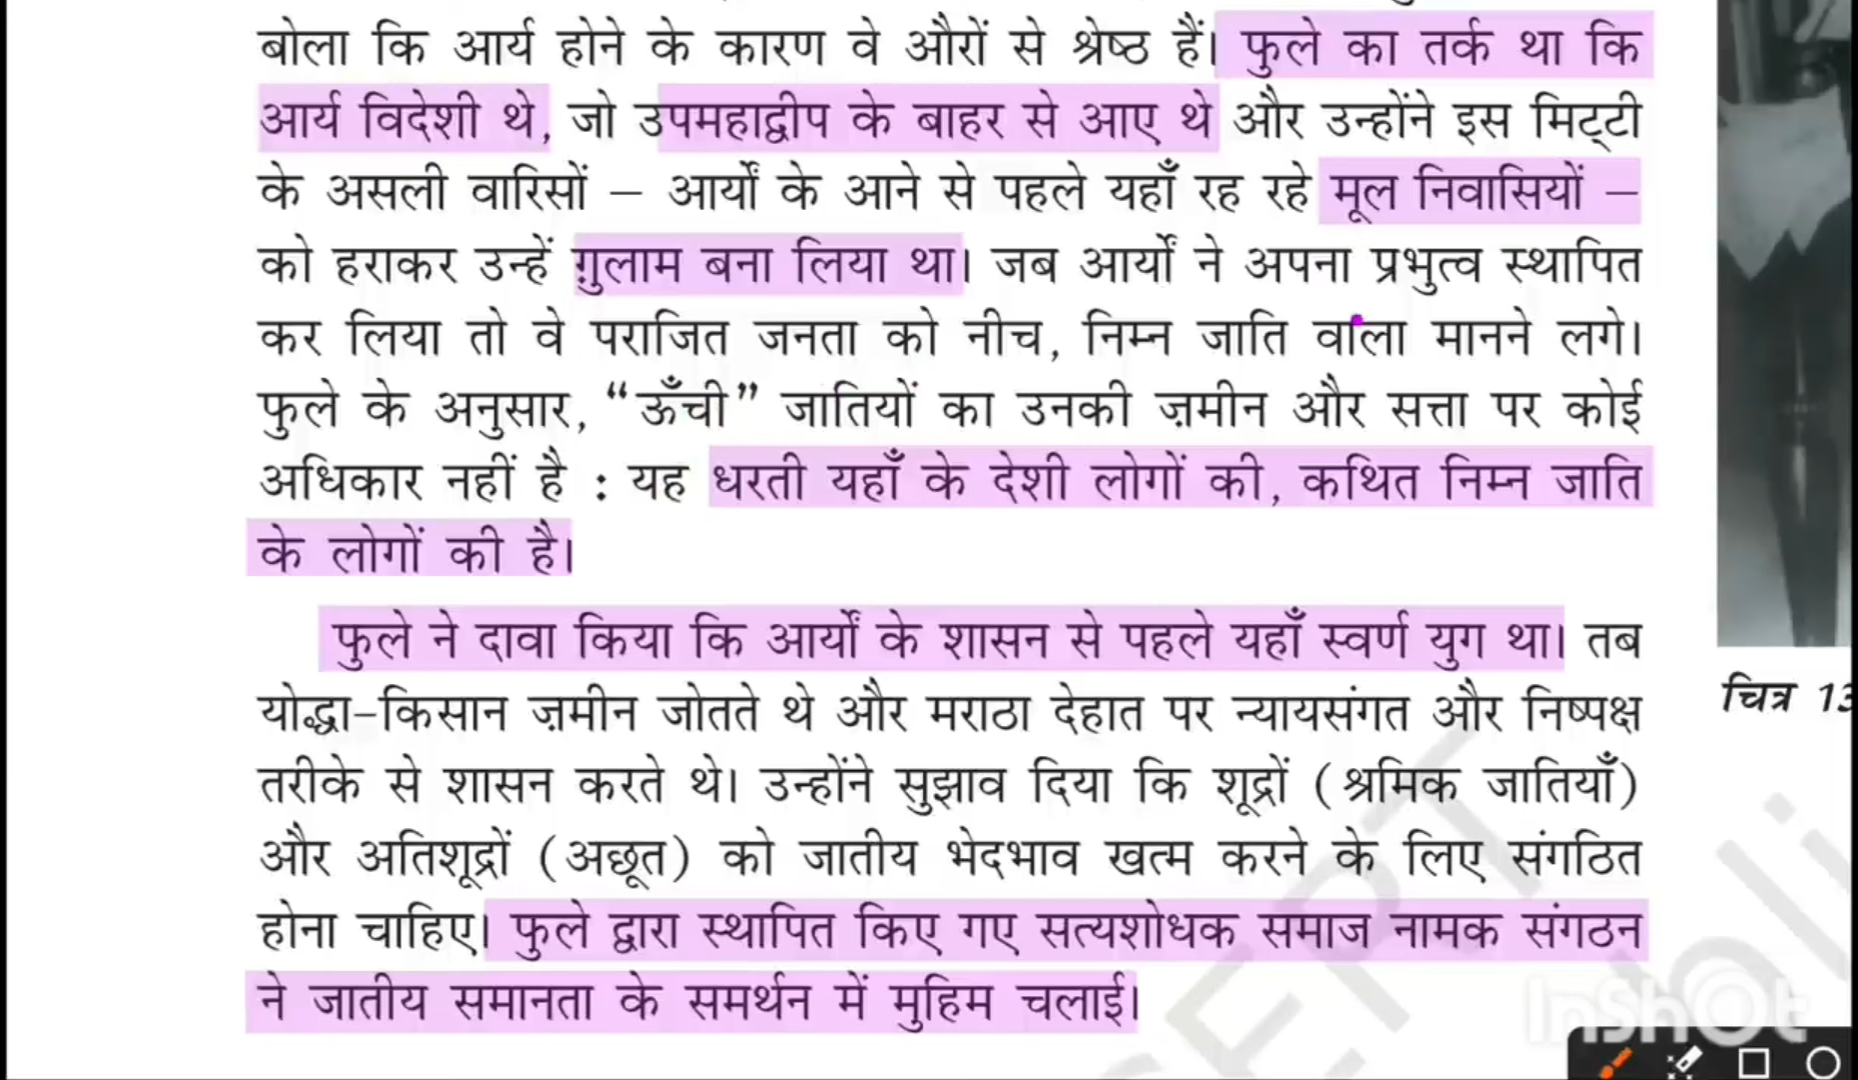 बोला कि आर्य होने के कारण वे औरों से श्रेष्ठ हैं। फुले का तर्क था कि
आर्य विदेशी थे, जो उपमहाद्वीप के बाहर से आए थे और उन्होंने इस मिट्टी
के असली वारिसों – आर्यों के आने से पहले यहाँ रह रहे मूल निवासियों –
को हराकर उन्हें ग़ुलाम बना लिया था। जब आर्यों ने अपना प्रभुत्व स्थापित
कर लिया तो वे पराजित जनता को नीच, निम्न जाति वाला मानने लगे।
फुले के अनुसार, “ऊँची” जातियों का उनकी ज़मीन और सत्ता पर कोई
अधिकार नहीं है : यह धरती यहाँ के देशी लोगों की, कथित निम्न जाति
के लोगों की है।
फुले ने दावा किया कि आर्यों के शासन से पहले यहाँ स्वर्ण युग था। तब
योद्धा-किसान ज़मीन जोतते थे और मराठा देहात पर न्यायसंगत और निष्पक्ष
तरीके से शासन करते थे। उन्होंने सुझाव दिया कि शूद्रों (श्रमिक जातियाँ)
और अतिशूद्रों (अछूत) को जातीय भेदभाव खत्म करने के लिए संगठित
होना चाहिए। फुले द्वारा स्थापित किए गए सत्यशोधक समाज नामक संगठन
ने जातीय समानता के समर्थन में मुहिम चलाई।
चित्र 13
InShOt